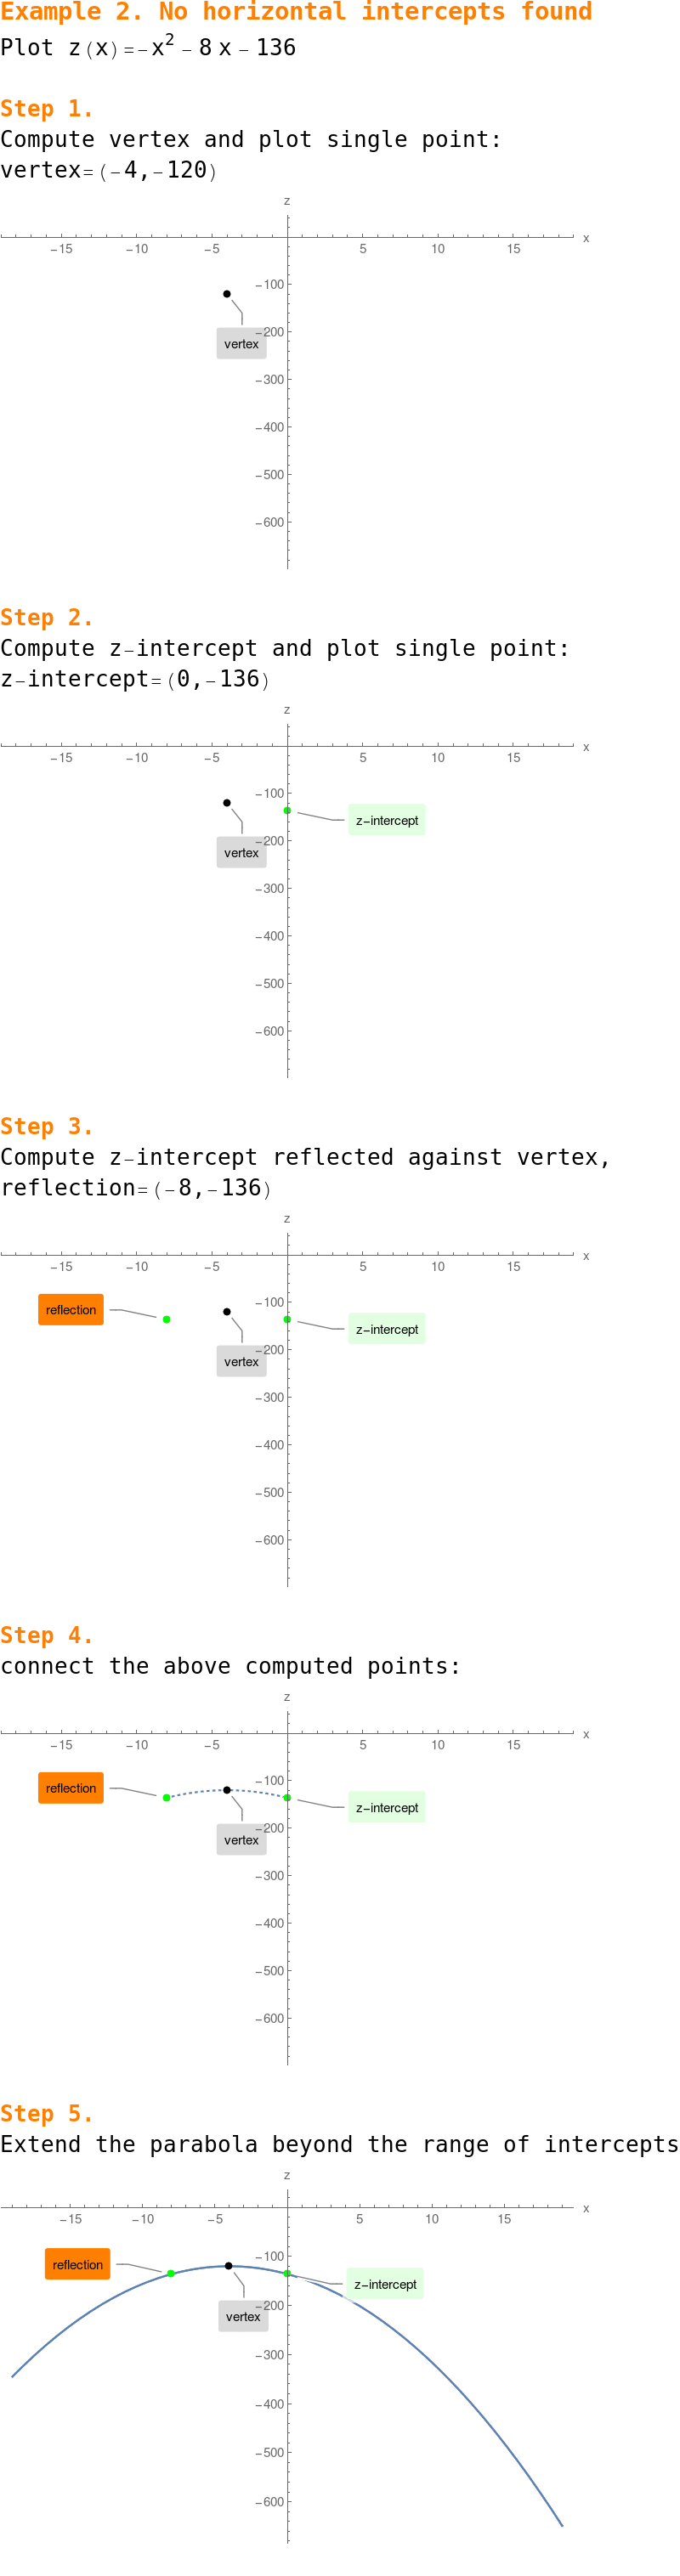 Example 2. No horizontal intercepts found
Plot z(x)=-x² - 8 x - 136
Step 1.
Compute vertex and plot single point:
vertex=(-4,-120)
z
x
-15 -10 -5 5 10 15
-100
-200
vertex
-300
-400
-500
-600
Step 2.
Compute z-intercept and plot single point:
z-intercept=(0,-136)
z
x
-15 -10 -5 5 10 15
-100
z-intercept
-200
vertex
-300
-400
-500
-600
Step 3.
Compute z-intercept reflected against vertex,
reflection=(-8,-136)
z
x
-15 -10 -5 5 10 15
-100
reflection
z-intercept
-200
vertex
-300
-400
-500
-600
Step 4.
connect the above computed points:
z
x
-15 -10 -5 5 10 15
-100
reflection
z-intercept
-200
vertex
-300
-400
-500
-600
Step 5.
Extend the parabola beyond the range of intercepts
z
x
-15 -10 -5 5 10 15
-100
reflection
z-intercept
-200
vertex
-300
-400
-500
-600